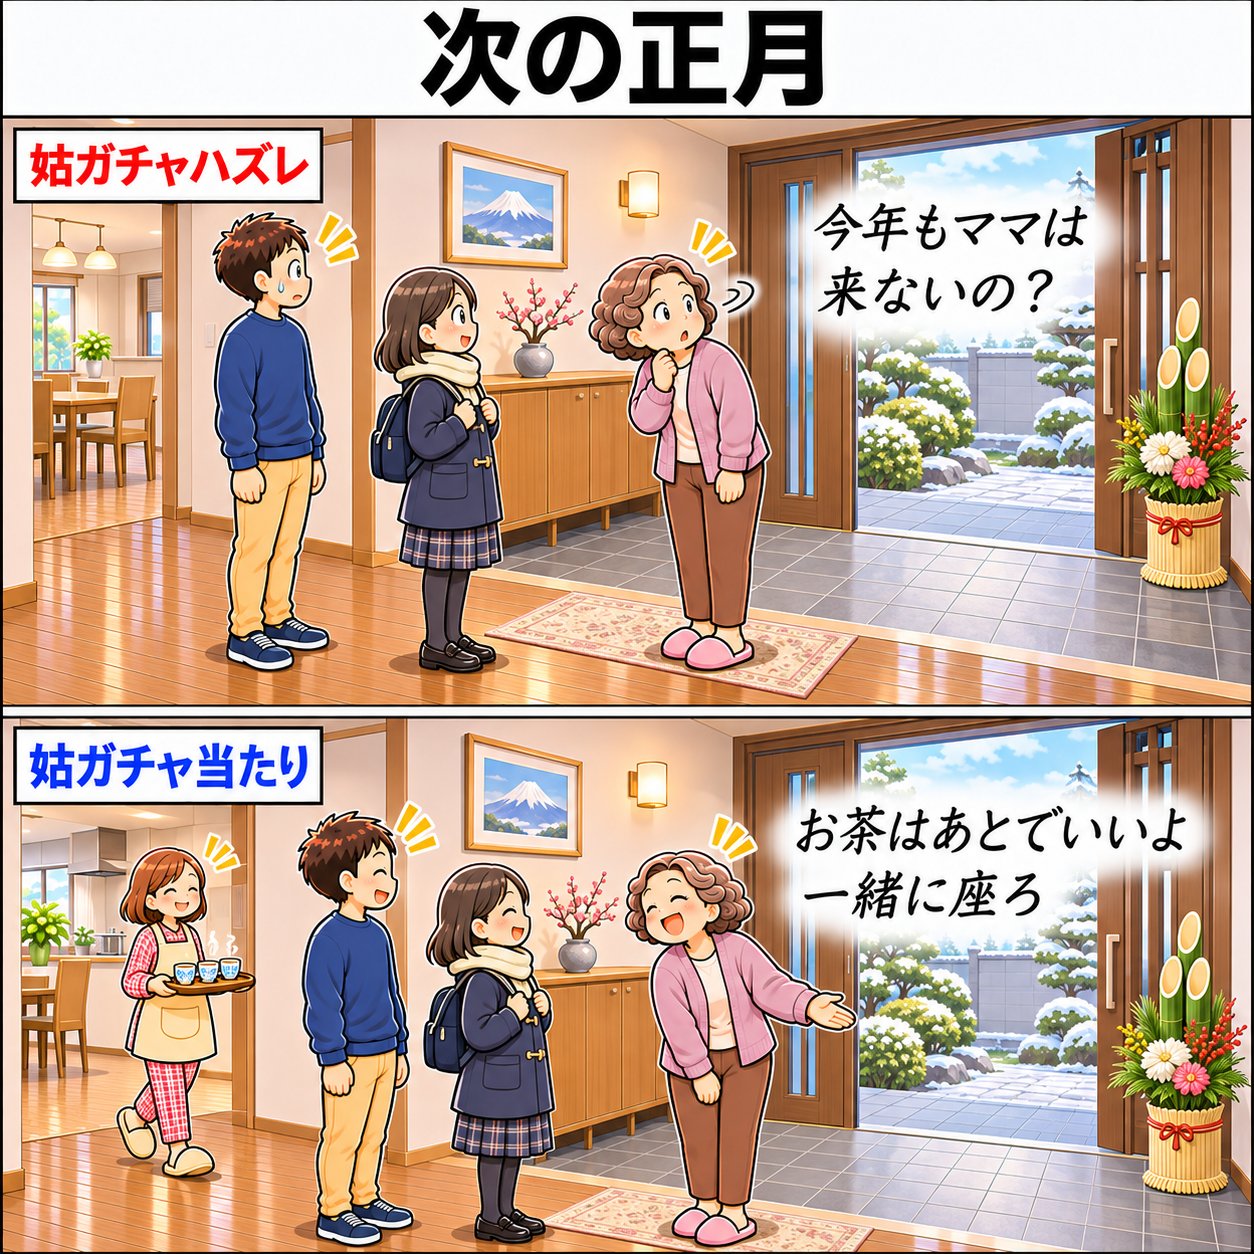 次の正月
姑ガチャハズレ
今年もママは
来ないの？
姑ガチャ当たり
お茶はあとでいいよ
一緒に座ろ